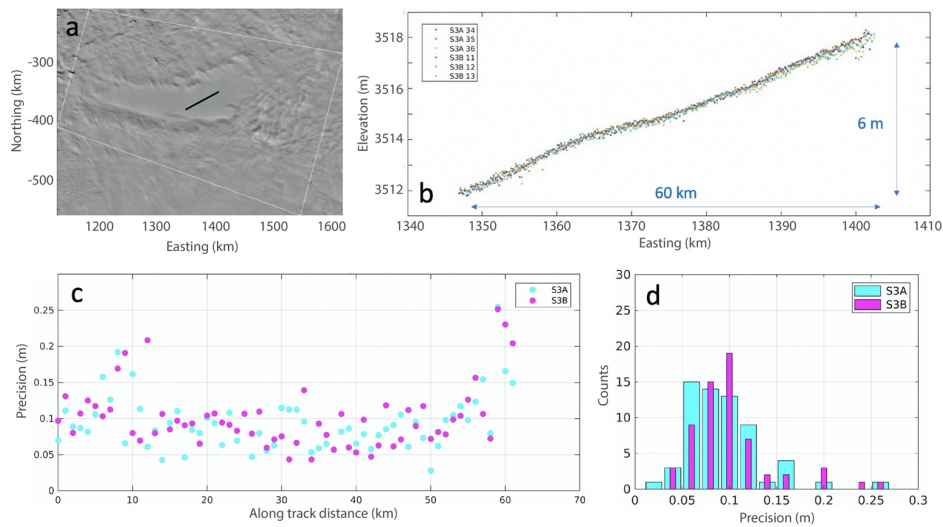 a
Northing (km)
-300
-400
-500
1200 1300 1400 1500 1600
Easting (km)
b
Elevation (m)
3518
3516
3514
3512
S3A 34
S3A 35
S3A 36
S3B 11
S3B 12
S3B 13
6 m
60 km
1340 1350 1360 1370 1380 1390 1400 1410
Easting (km)
c
Precision (m)
0.25
0.2
0.15
0.1
0.05
0
S3A
S3B
0 10 20 30 40 50 60 70
Along track distance (km)
d
Counts
30
25
20
15
10
5
0
S3A
S3B
0 0.05 0.1 0.15 0.2 0.25 0.3
Precision (m)